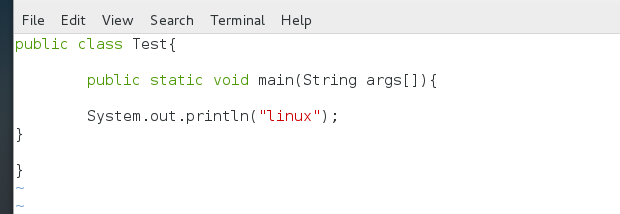 File Edit View Search Terminal Help
public class Test{
public static void main(String args[]){
System.out.println("linux");
}
}
~
~